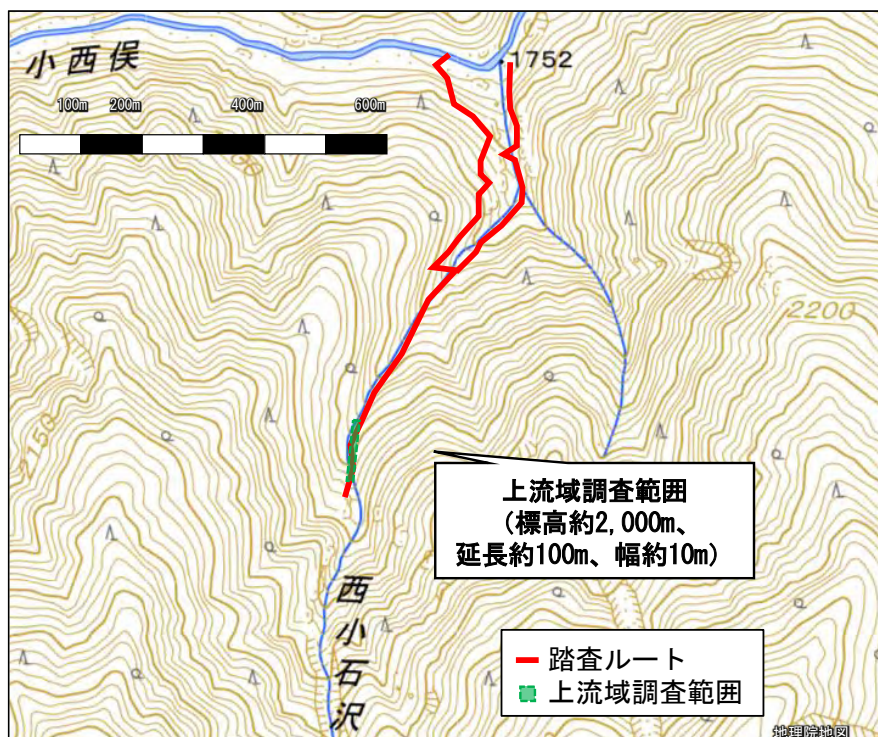 小西俣
1752
100m 200m 400m 600m
2200
2150
上流域調査範囲
(標高約2,000m、
延長約100m、幅約10m)
西小石沢
踏査ルート
上流域調査範囲
地理院地図